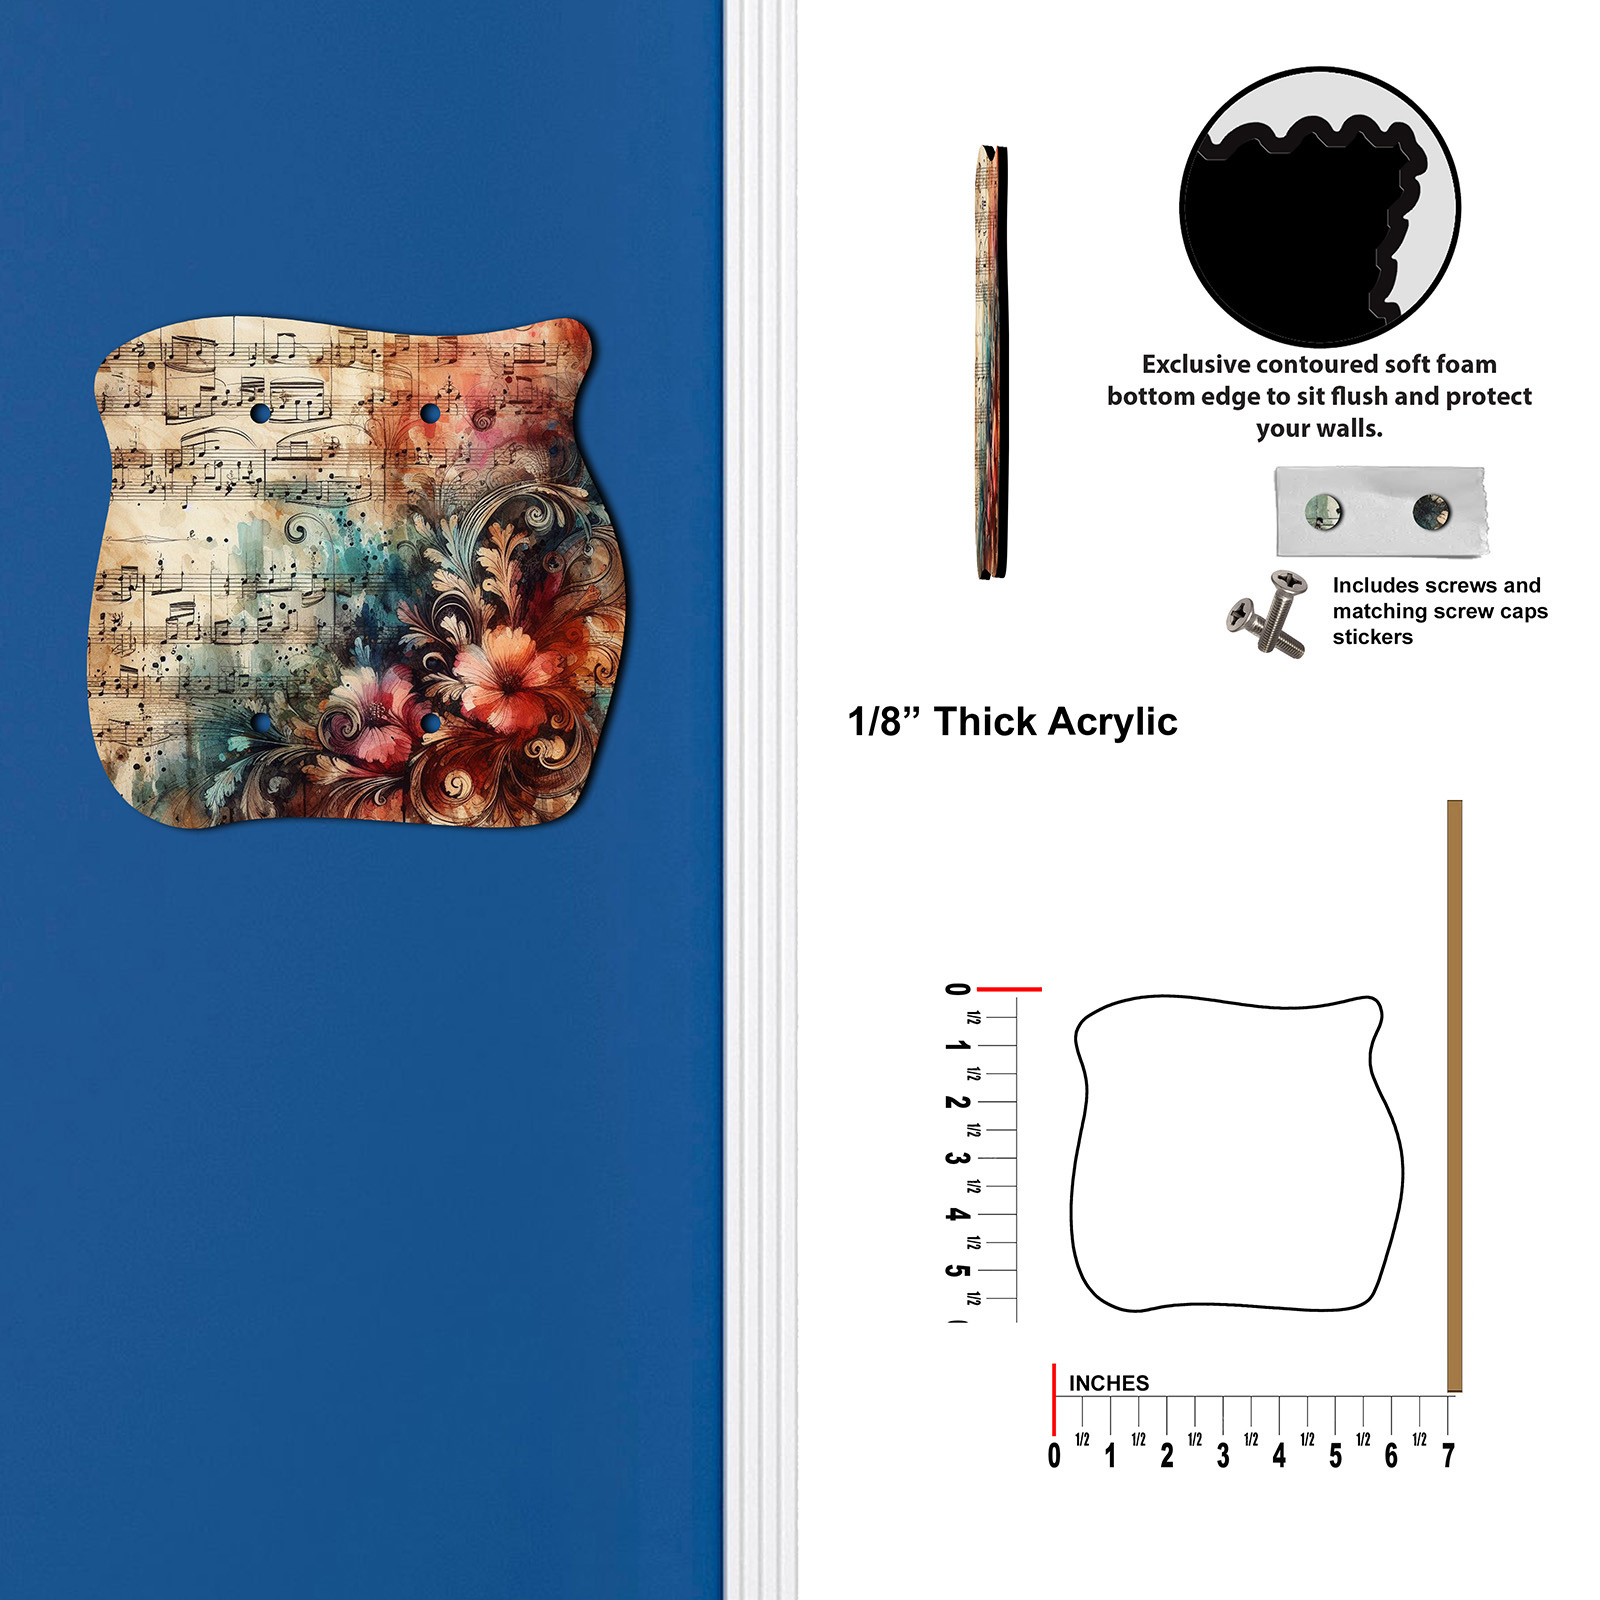 Exclusive contoured soft foam
bottom edge to sit flush and protect
your walls.
Includes screws and
matching screw caps
stickers
1/8” Thick Acrylic
0
1/2
1
1/2
2
1/2
3
1/2
4
1/2
5
1/2
INCHES
0 1/2 1 1/2 2 1/2 3 1/2 4 1/2 5 1/2 6 1/2 7